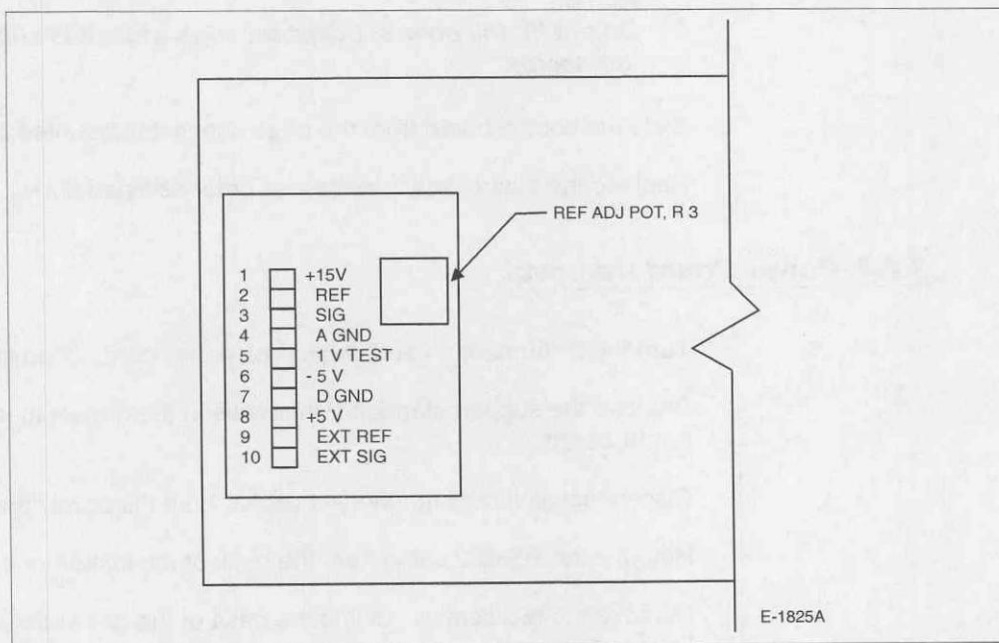 REF ADJ POT, R 3
1 +15V
2 REF
3 SIG
4 A GND
5 1 V TEST
6 - 5 V
7 D GND
8 +5 V
9 EXT REF
10 EXT SIG
E-1825A